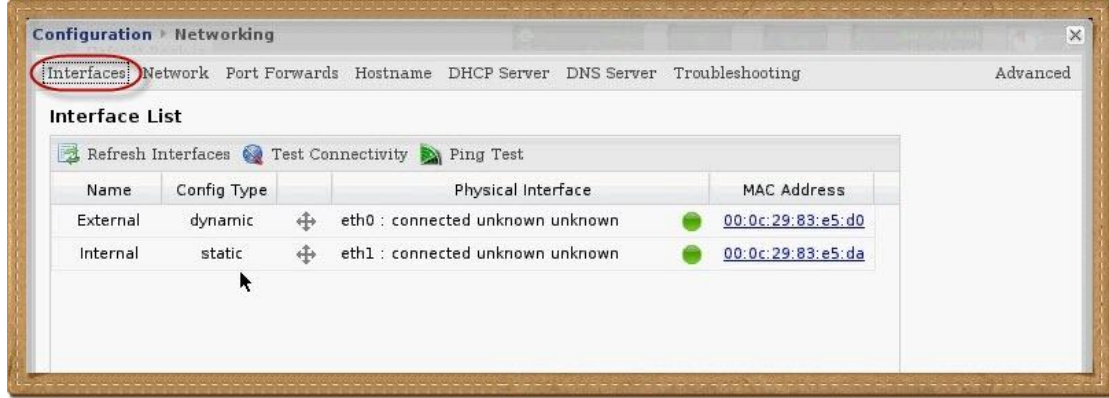 Configuration Networking
Interfaces Network Port Forwards Hostname DHCP Server DNS Server Troubleshooting Advanced
Interface List
Refresh Interfaces Test Connectivity Ping Test
Name Config Type Physical Interface MAC Address
External dynamic eth0 : connected unknown unknown 00:0c:29:83:e5:d0
Internal static eth1 : connected unknown unknown 00:0c:29:83:e5:da